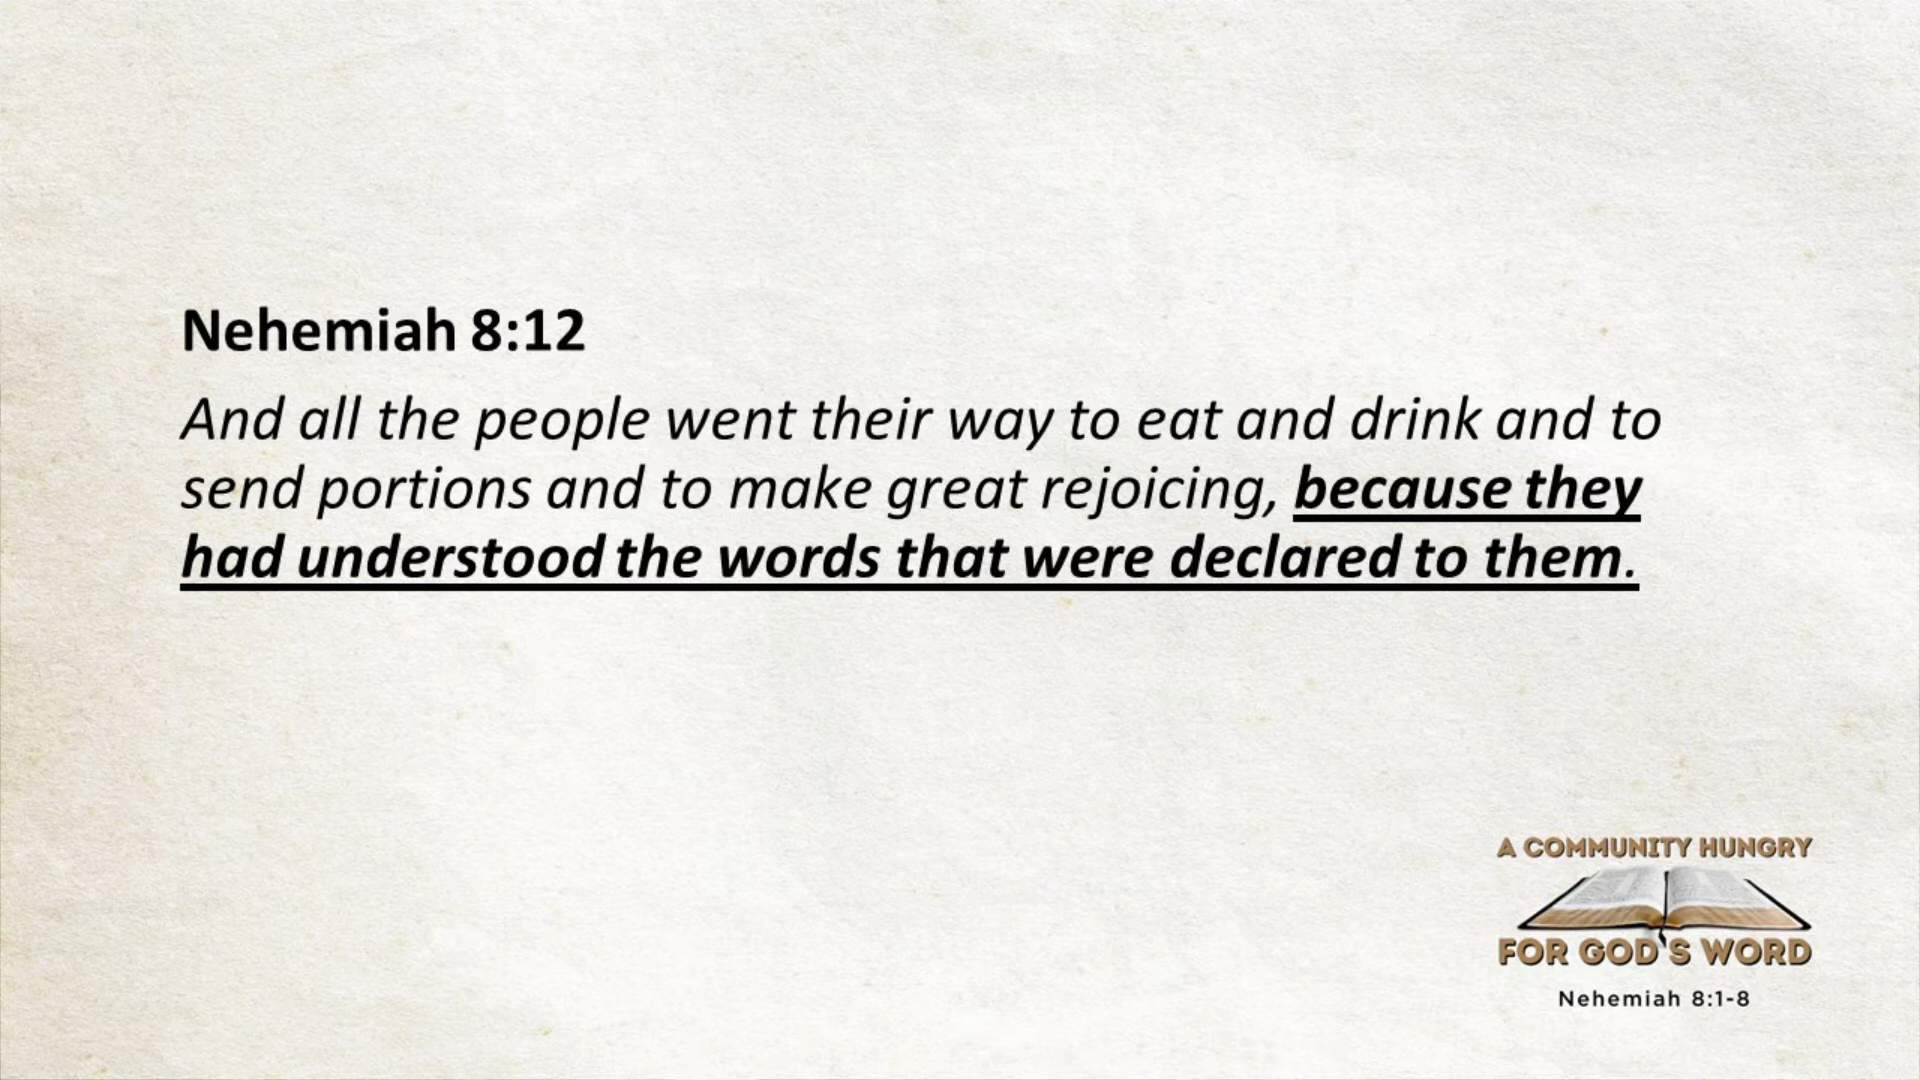 Nehemiah 8:12
And all the people went their way to eat and drink and to
send portions and to make great rejoicing, because they
had understood the words that were declared to them.
A COMMUNITY HUNGRY
FOR GOD'S WORD
Nehemiah 8:1-8